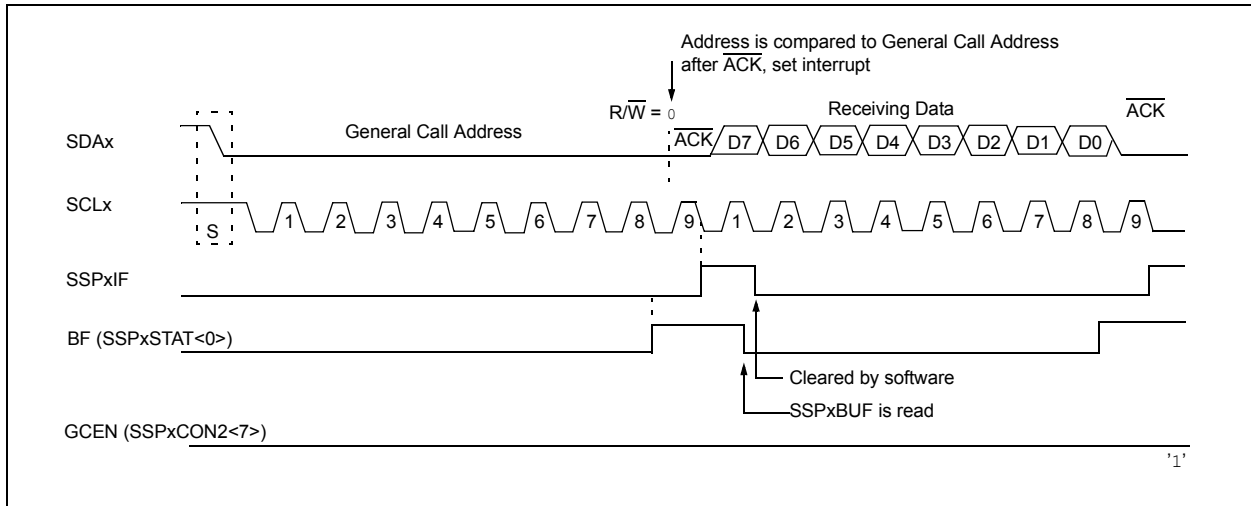 Address is compared to General Call Address
after ACK, set interrupt
R/W = 0
Receiving Data
ACK
General Call Address
SDAx
ACK D7 D6 D5 D4 D3 D2 D1 D0
SCLx
S 1 2 3 4 5 6 7 8 9 1 2 3 4 5 6 7 8 9
SSPxIF
BF (SSPxSTAT<0>)
Cleared by software
SSPxBUF is read
GCEN (SSPxCON2<7>)
'1'